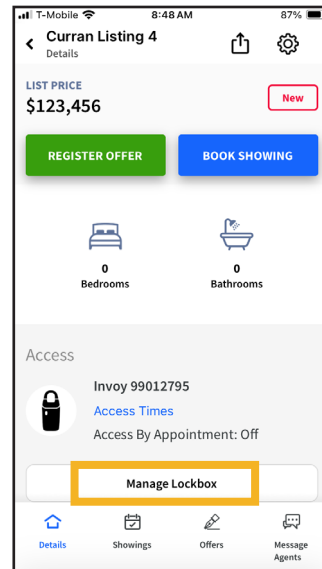 T-Mobile 8:48 AM 87%
Curran Listing 4
Details
LIST PRICE
$123,456
New
REGISTER OFFER BOOK SHOWING
0 0
Bedrooms Bathrooms
Access
Invoy 99012795
Access Times
Access By Appointment: Off
Manage Lockbox
Details Showings Offers Message
Agents